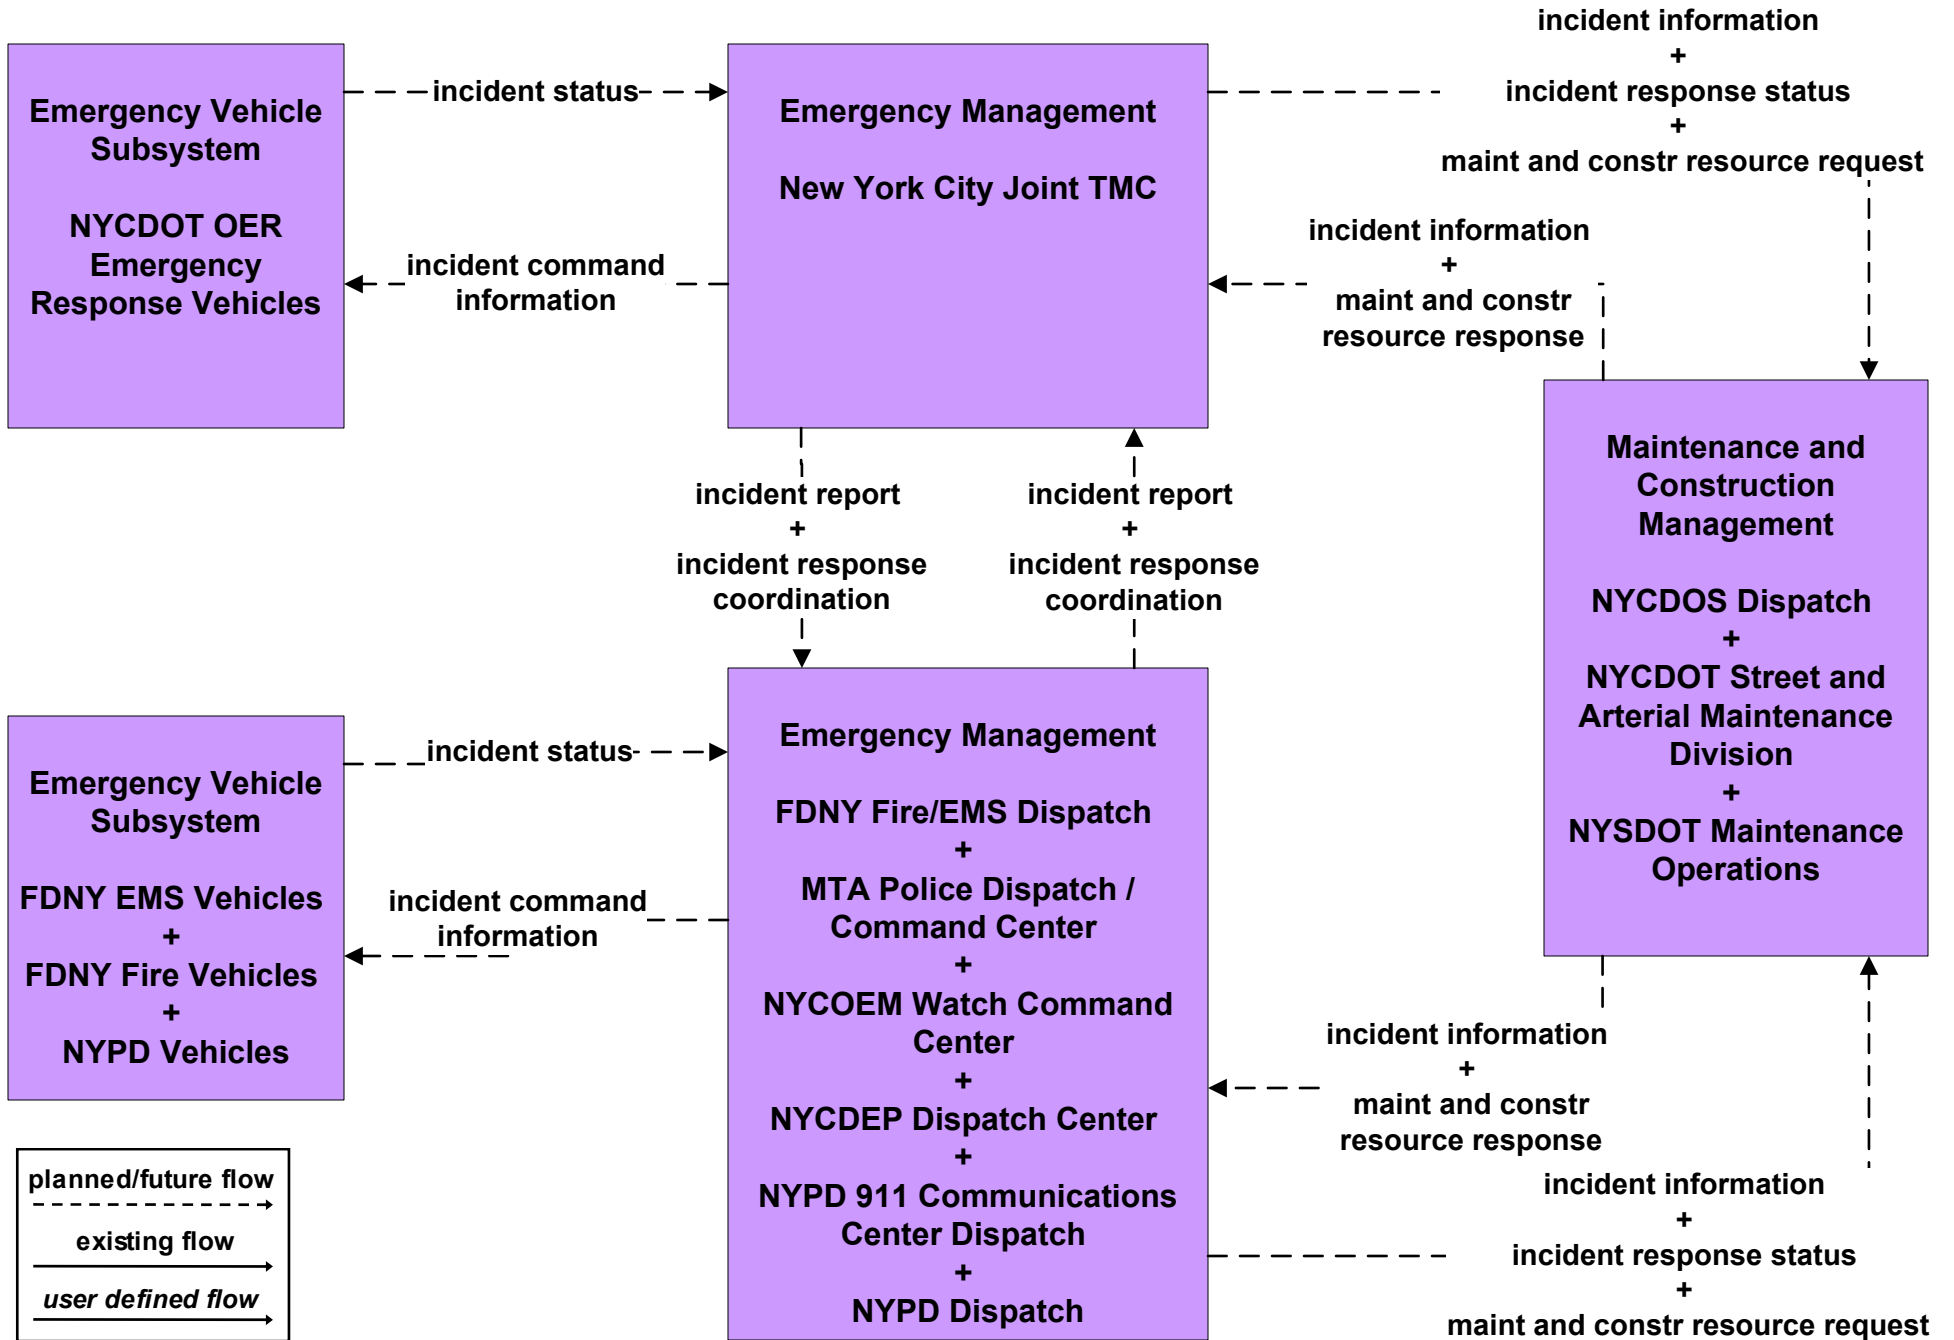 Emergency Vehicle
Subsystem
NYCDOT OER
Emergency
Response Vehicles
incident status
incident command
information
Emergency Management
New York City Joint TMC
incident information
+
incident response status
+
maint and constr resource request
incident information
+
maint and constr
resource response
incident report
+
incident response
coordination
incident report
+
incident response
coordination
Maintenance and
Construction
Management
NYCDOS Dispatch
+
NYCDOT Street and
Arterial Maintenance
Division
+
NYSDOT Maintenance
Operations
Emergency Vehicle
Subsystem
FDNY EMS Vehicles
+
FDNY Fire Vehicles
+
NYPD Vehicles
incident status
incident command
information
Emergency Management
FDNY Fire/EMS Dispatch
+
MTA Police Dispatch /
Command Center
+
NYCOEM Watch Command
Center
+
NYCDEP Dispatch Center
+
NYPD 911 Communications
Center Dispatch
+
NYPD Dispatch
incident information
+
maint and constr
resource response
incident information
+
incident response status
+
maint and constr resource request
planned/future flow
existing flow
user defined flow